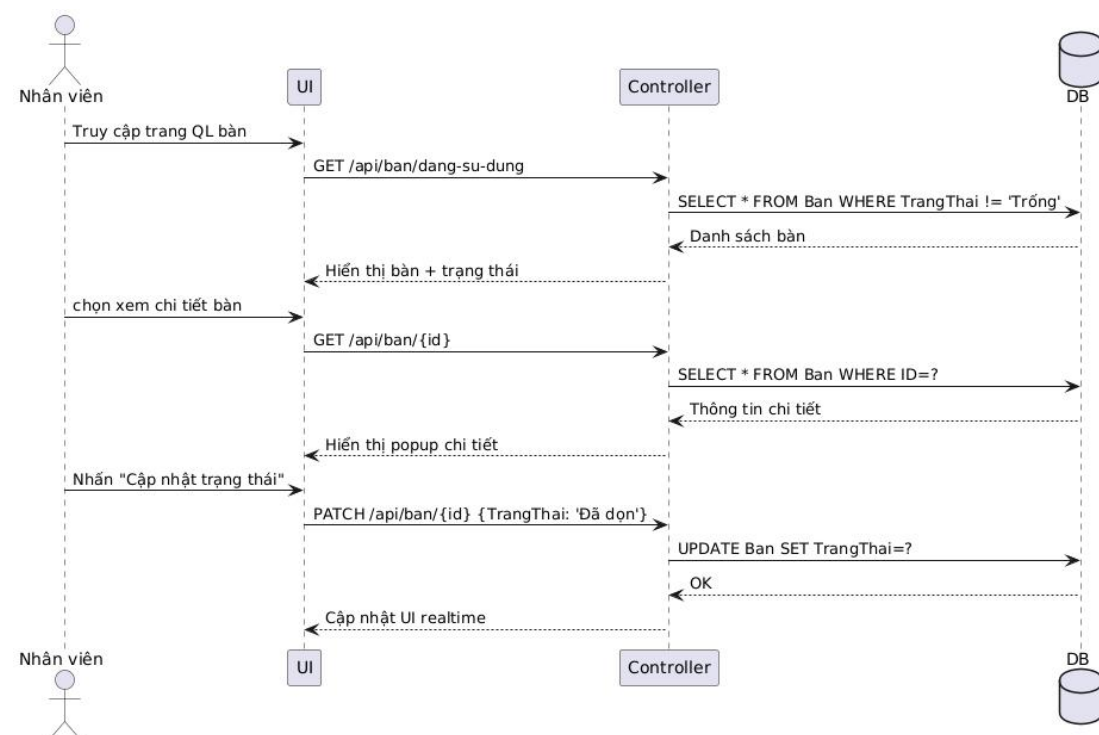 Nhân viên
UI
Controller
DB
Truy cập trang QL bàn
GET /api/ban/dang-su-dung
SELECT * FROM Ban WHERE TrangThai != 'Trống'
Danh sách bàn
Hiển thị bàn + trạng thái
chọn xem chi tiết bàn
GET /api/ban/{id}
SELECT * FROM Ban WHERE ID=?
Thông tin chi tiết
Hiển thị popup chi tiết
Nhấn "Cập nhật trạng thái"
PATCH /api/ban/{id} {TrangThai: 'Đã dọn'}
UPDATE Ban SET TrangThai=?
OK
Cập nhật UI realtime
Nhân viên
UI
Controller
DB